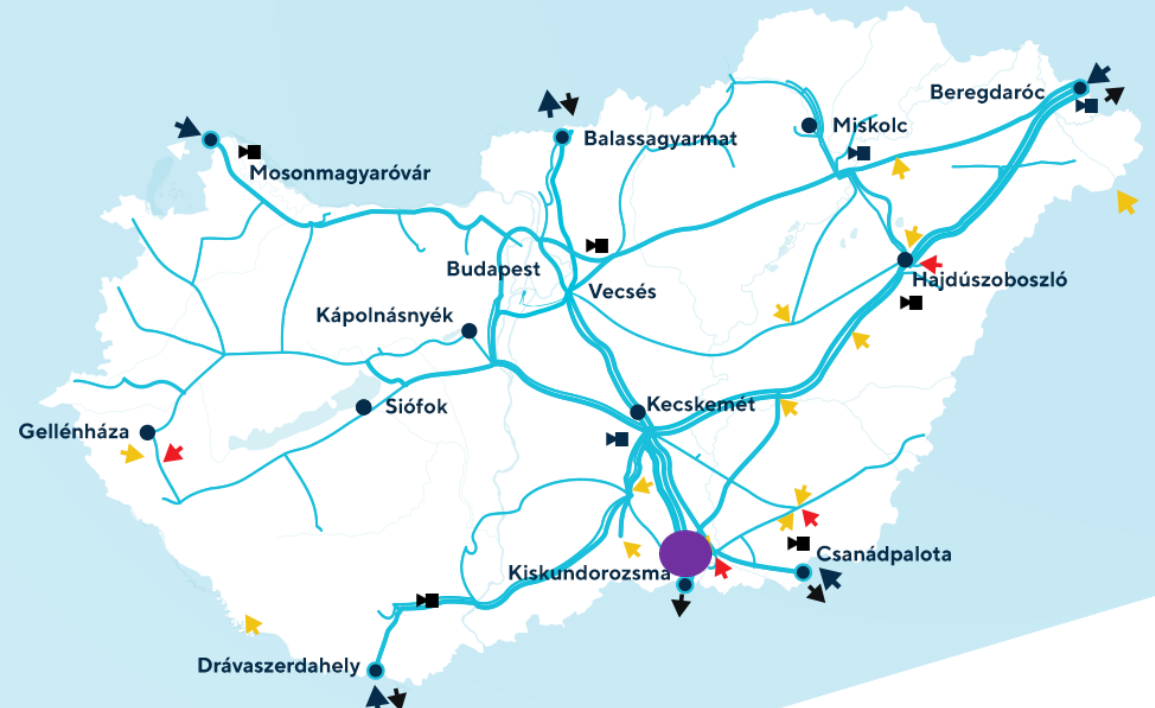 Beregdaróc
Miskolc
Balassagyarmat
Mosonmagyaróvár
Budapest
Hajdúszoboszló
Vecsés
Kápolnásnyék
Siófok
Kecskemét
Gellénháza
Csanádpalota
Kiskundorozsma
Drávaszerdahely